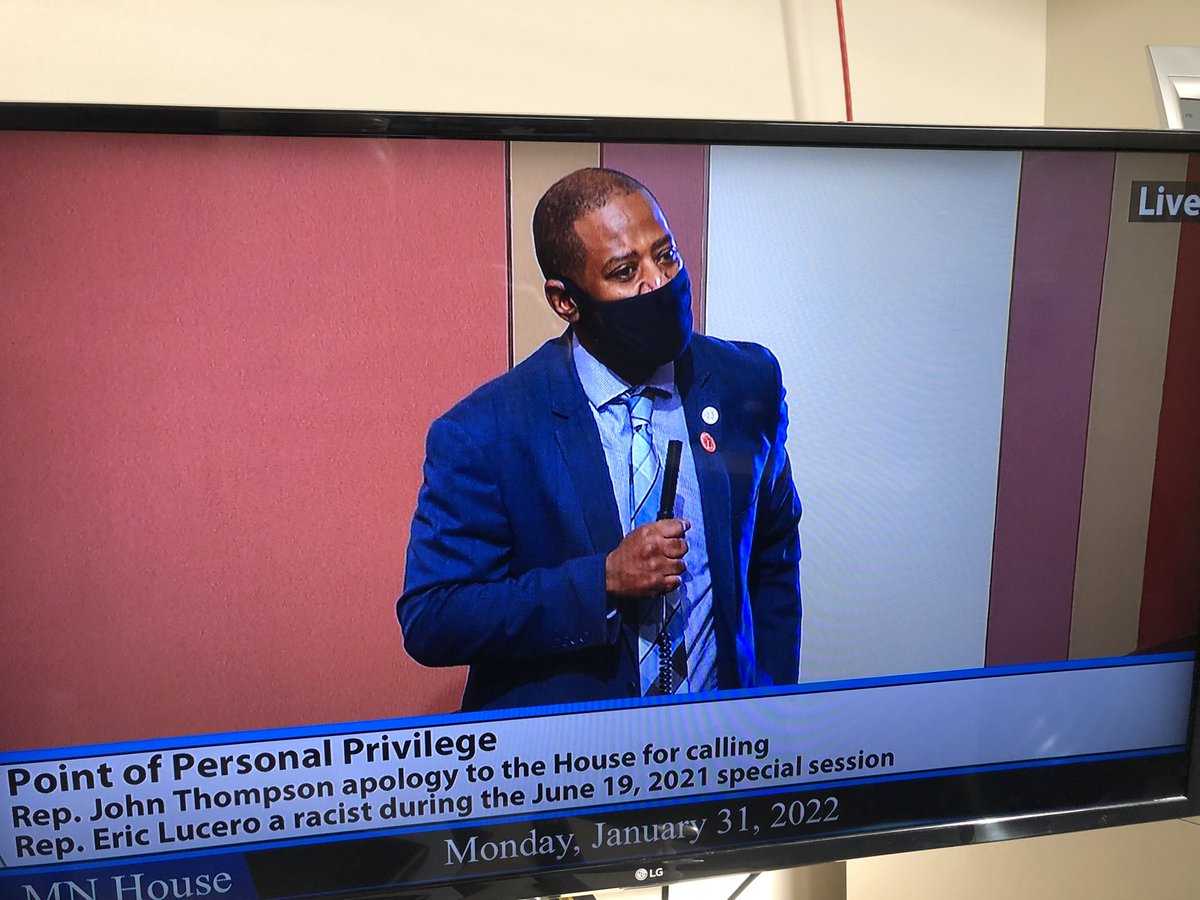 Live
Point of Personal Privilege
Rep. John Thompson apology to the House for calling
Rep. Eric Lucero a racist during the June 19, 2021 special session
Monday, January 31, 2022
MN House
LG